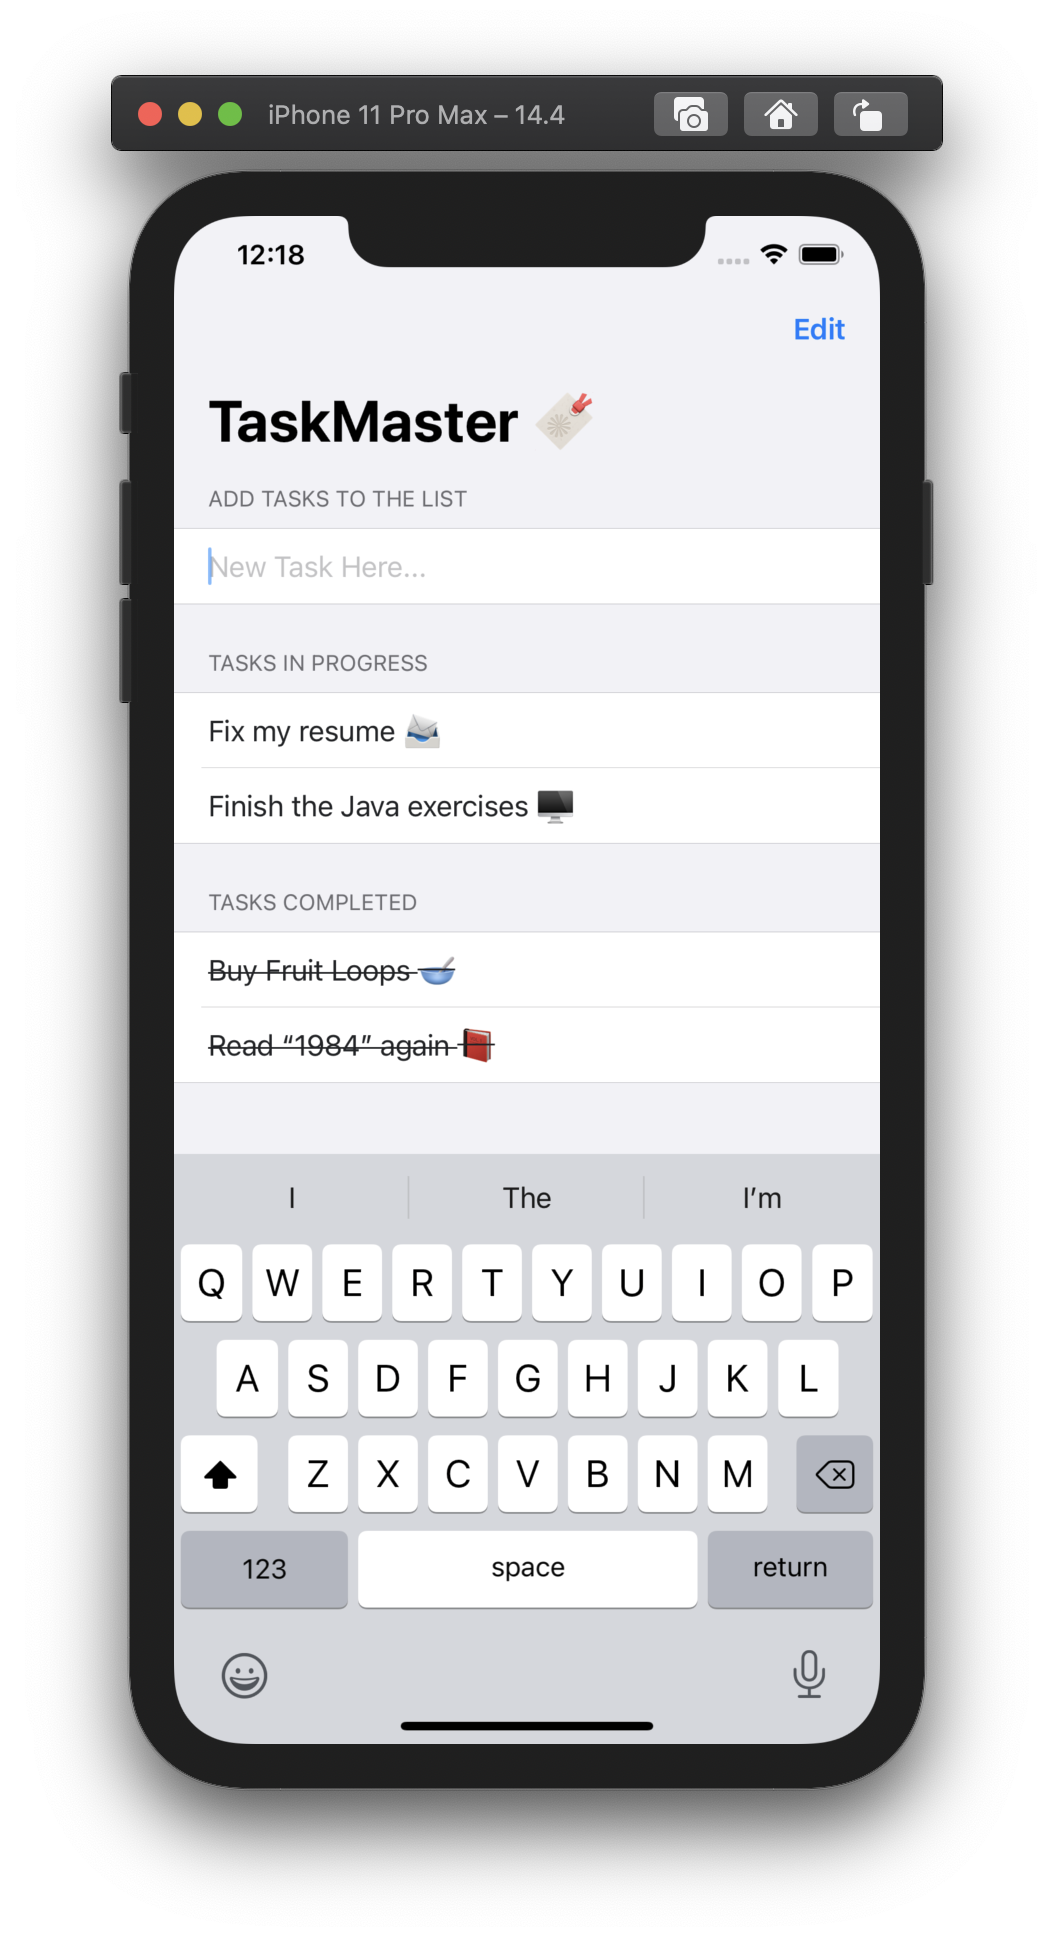 iPhone 11 Pro Max – 14.4
12:18
Edit
TaskMaster
ADD TASKS TO THE LIST
New Task Here...
TASKS IN PROGRESS
Fix my resume
Finish the Java exercises
TASKS COMPLETED
Buy Fruit Loops
Read “1984” again
I The I’m
Q W E R T Y U I O P
A S D F G H J K L
Z X C V B N M
123 space return